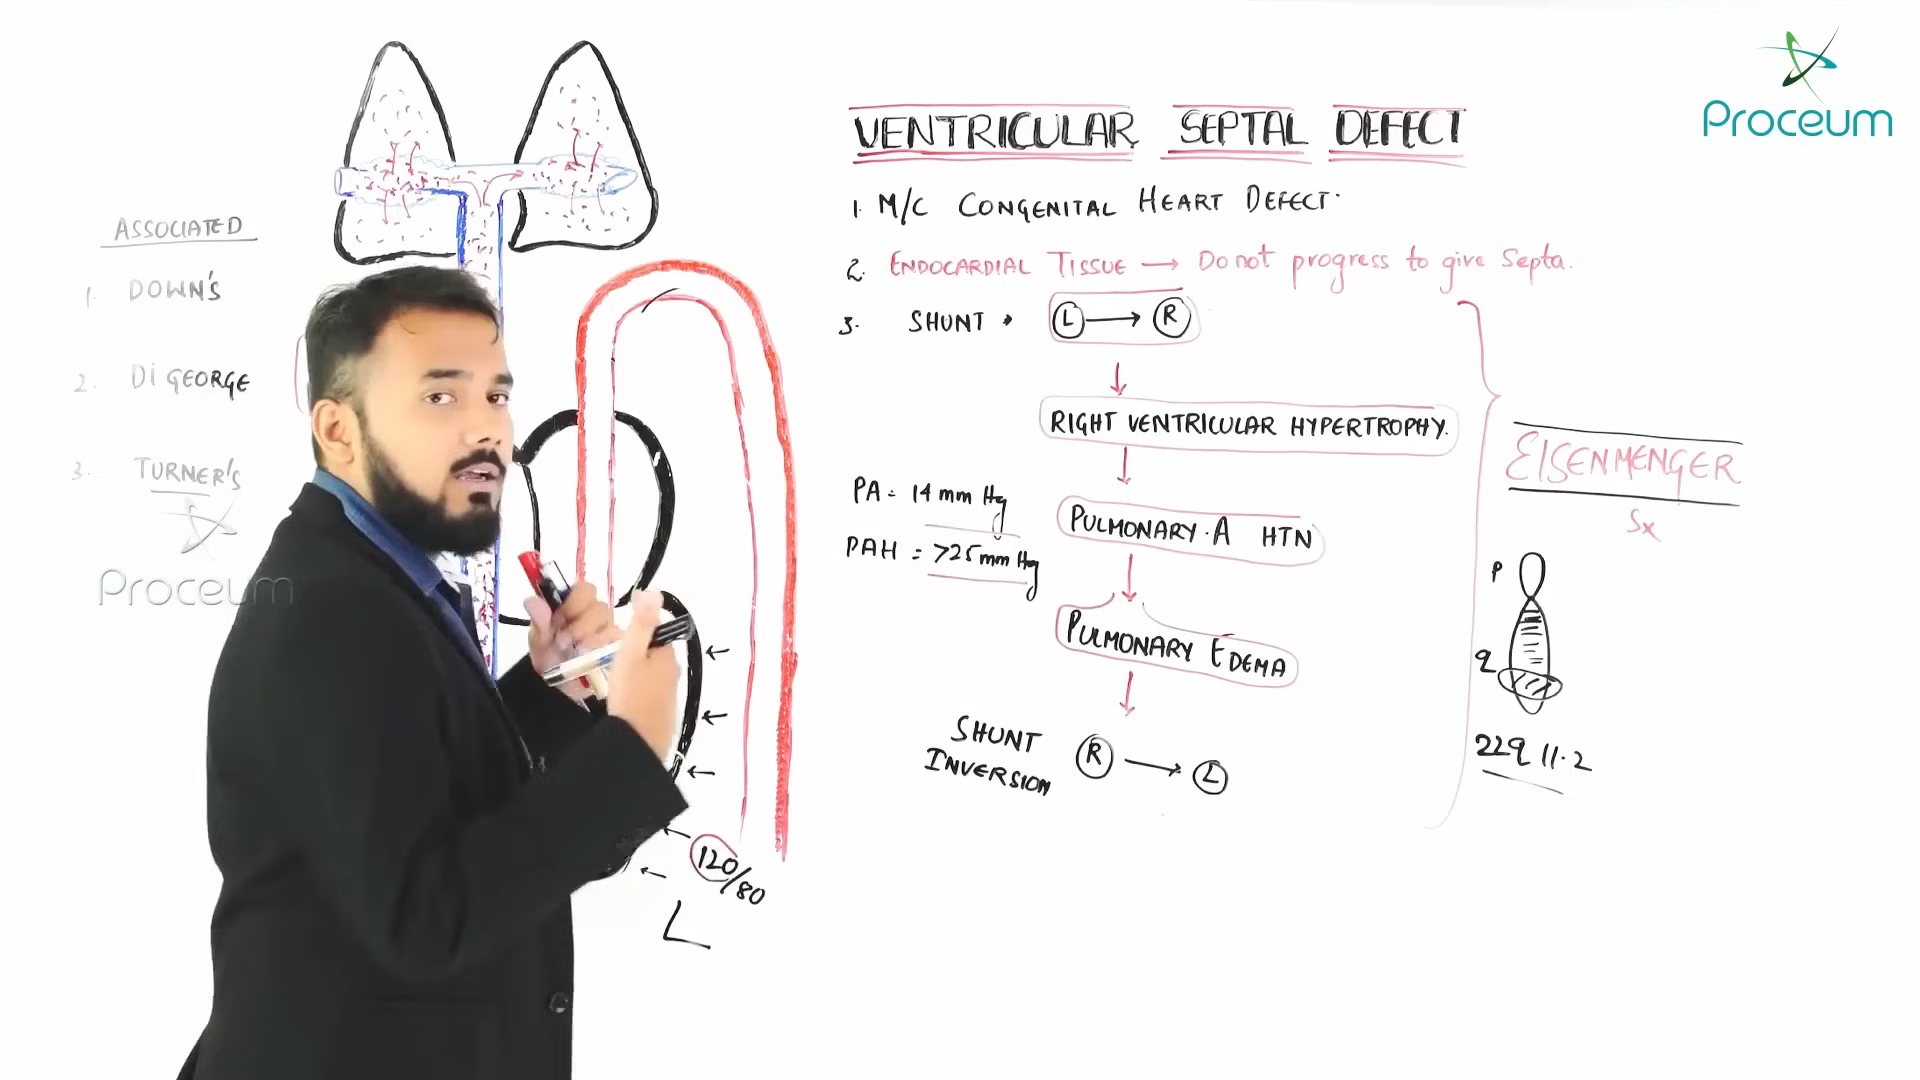 Proceum
VENTRICULAR SEPTAL DEFECT
1. M/C CONGENITAL HEART DEFECT.
2. ENDOCARDIAL TISSUE → Do not progress to give Septa.
3. SHUNT • L → R
RIGHT VENTRICULAR HYPERTROPHY.
PA = 14 mm Hg
PAH = >25mm Hg
PULMONARY.A HTN
PULMONARY EDEMA
SHUNT
INVERSION
R → L
EISENMENGER
Sx
P
q
22q 11.2
ASSOCIATED
1. DOWN'S
2. DI GEORGE
3. TURNER'S
Proceum
120/80
L